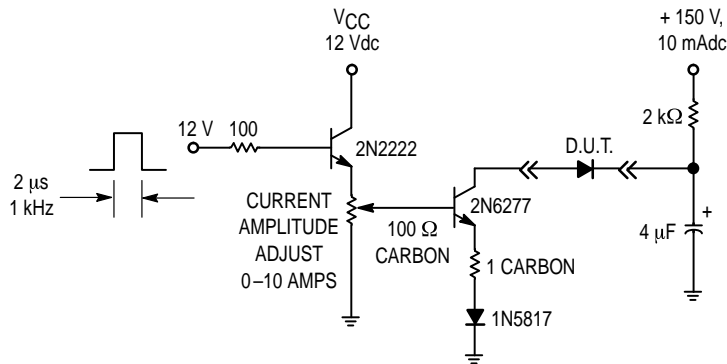 VCC
12 Vdc
+ 150 V,
10 mAdc
12 V
100
2N2222
2 kΩ
D.U.T.
2 µs
1 kHz
CURRENT
AMPLITUDE
ADJUST
0–10 AMPS
100 Ω
CARBON
2N6277
+
4 µF
1 CARBON
1N5817